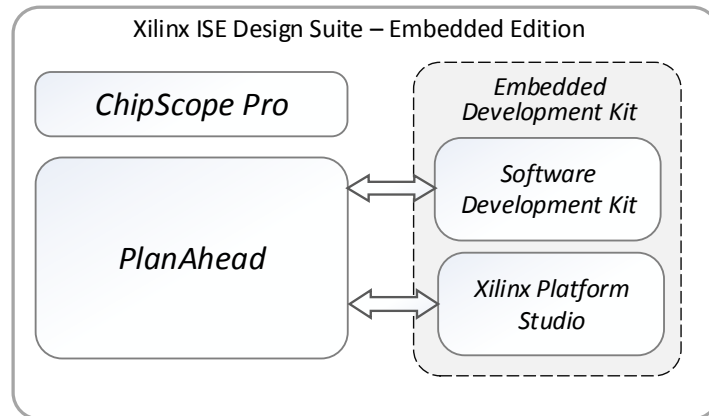 Xilinx ISE Design Suite – Embedded Edition
ChipScope Pro
Embedded
Development Kit
Software
Development Kit
PlanAhead
Xilinx Platform
Studio